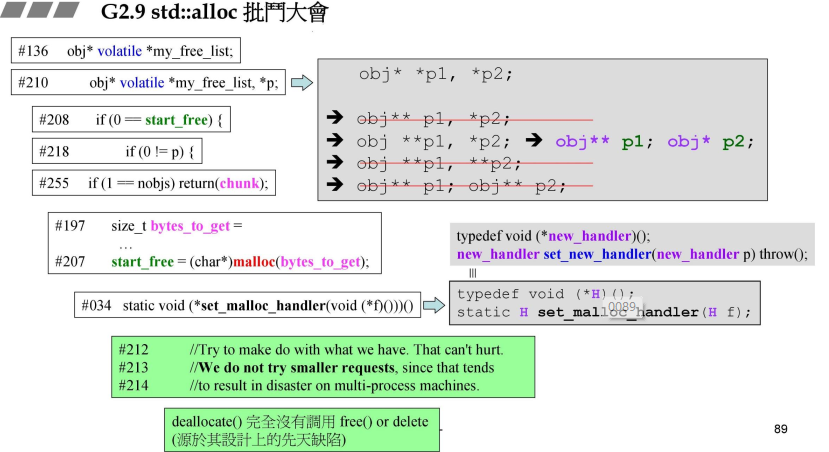 G2.9 std::alloc 批鬥大會
#136 obj* volatile *my_free_list;
#210 obj* volatile *my_free_list, *p;
obj* *p1, *p2;
➔ obj** p1, *p2;
➔ obj **p1, *p2; ➔ obj** p1; obj* p2;
➔ obj **p1, **p2;
➔ obj** p1; obj** p2;
#208 if (0 == start_free) {
#218 if (0 != p) {
#255 if (1 == nobjs) return(chunk);
#197 size_t bytes_to_get =
…
#207 start_free = (char*)malloc(bytes_to_get);
typedef void (*new_handler)();
new_handler set_new_handler(new_handler p) throw();
#034 static void (*set_malloc_handler(void (*f)()))()
typedef void (*H)();
static H set_malloc_handler(H f);
0089
#212 //Try to make do with what we have. That can't hurt.
#213 //We do not try smaller requests, since that tends
#214 //to result in disaster on multi-process machines.
deallocate() 完全沒有調用 free() or delete
(源於其設計上的先天缺陷)
89